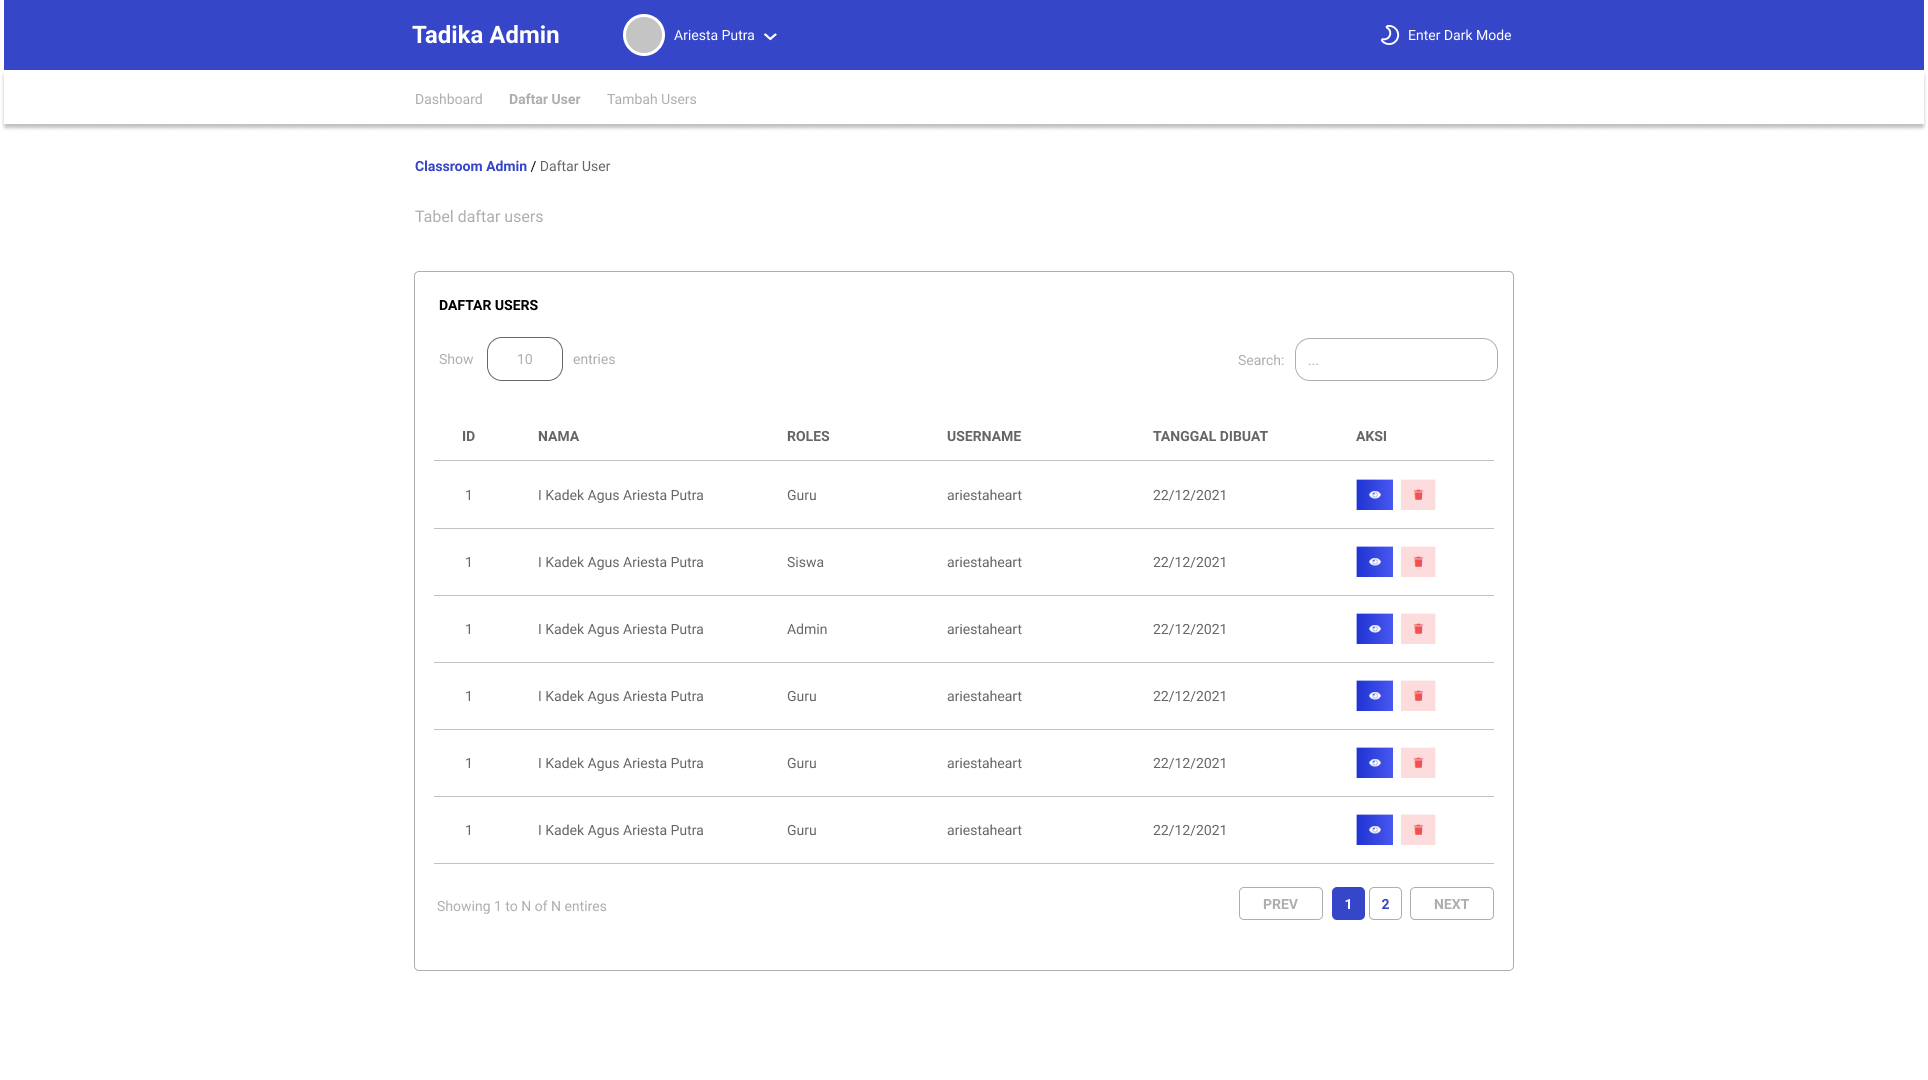 Tadika Admin Ariesta Putra Enter Dark Mode
Dashboard Daftar User Tambah Users
Classroom Admin / Daftar User
Tabel daftar users
DAFTAR USERS
Show 10 entries Search: ...
ID NAMA ROLES USERNAME TANGGAL DIBUAT AKSI
1 I Kadek Agus Ariesta Putra Guru ariestaheart 22/12/2021
1 I Kadek Agus Ariesta Putra Siswa ariestaheart 22/12/2021
1 I Kadek Agus Ariesta Putra Admin ariestaheart 22/12/2021
1 I Kadek Agus Ariesta Putra Guru ariestaheart 22/12/2021
1 I Kadek Agus Ariesta Putra Guru ariestaheart 22/12/2021
1 I Kadek Agus Ariesta Putra Guru ariestaheart 22/12/2021
Showing 1 to N of N entires PREV 1 2 NEXT